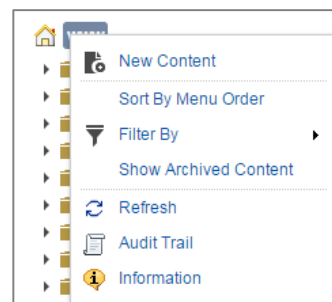 New Content
Sort By Menu Order
Filter By
Show Archived Content
Refresh
Audit Trail
Information